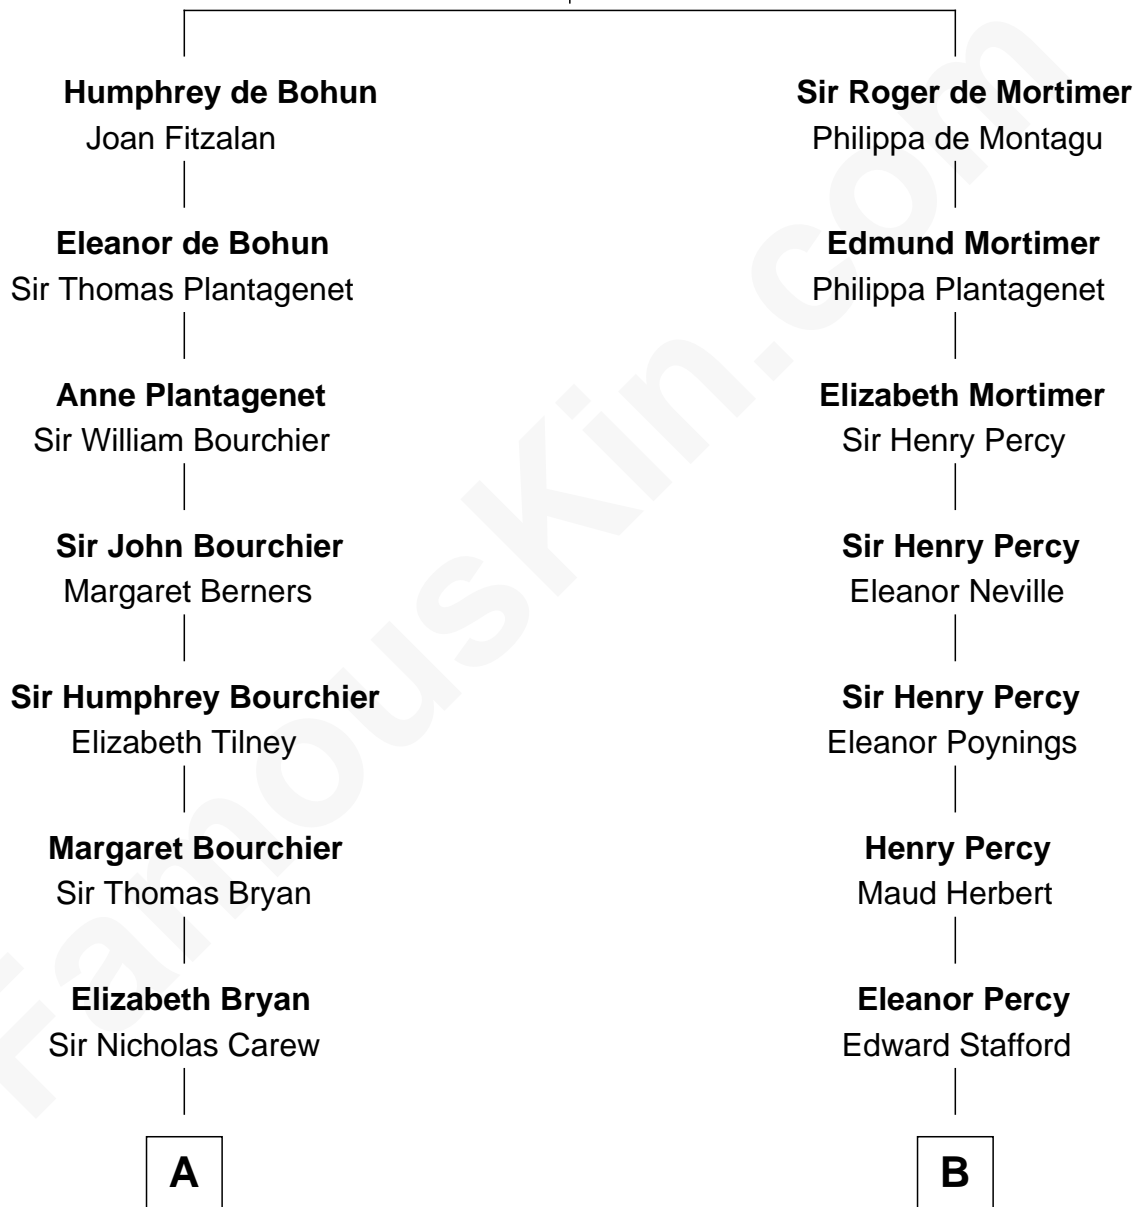 Humphrey de Bohun
Joan Fitzalan
Eleanor de Bohun
Sir Thomas Plantagenet
Anne Plantagenet
Sir William Bourchier
Sir John Bourchier
Margaret Berners
Sir Humphrey Bourchier
Elizabeth Tilney
Margaret Bourchier
Sir Thomas Bryan
Elizabeth Bryan
Sir Nicholas Carew
A
Sir Roger de Mortimer
Philippa de Montagu
Edmund Mortimer
Philippa Plantagenet
Elizabeth Mortimer
Sir Henry Percy
Sir Henry Percy
Eleanor Neville
Sir Henry Percy
Eleanor Poynings
Henry Percy
Maud Herbert
Eleanor Percy
Edward Stafford
B
FamousKin.com